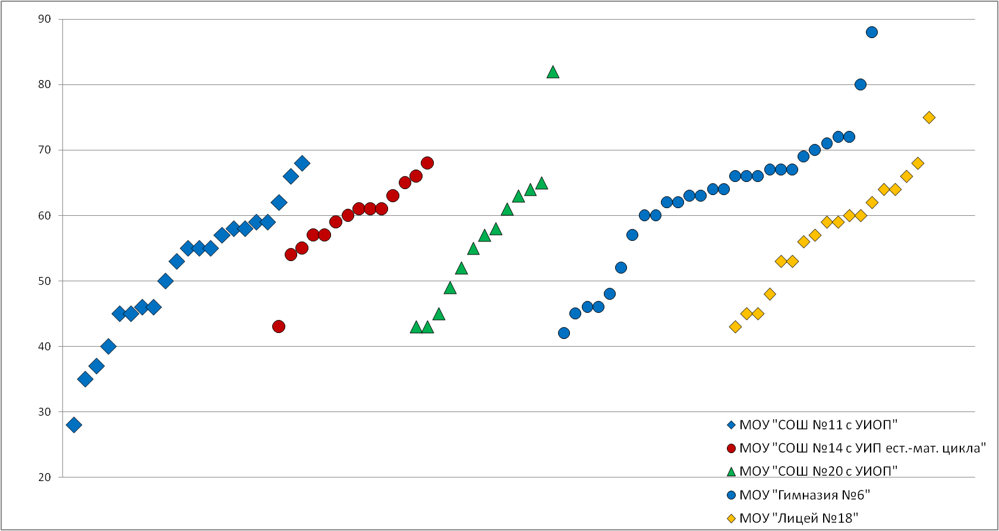 90
80
70
60
50
40
30
20
МОУ "СОШ №11 с УИОП"
МОУ "СОШ №14 с УИП ест.-мат. цикла"
МОУ "СОШ №20 с УИОП"
МОУ "Гимназия №6"
МОУ "Лицей №18"